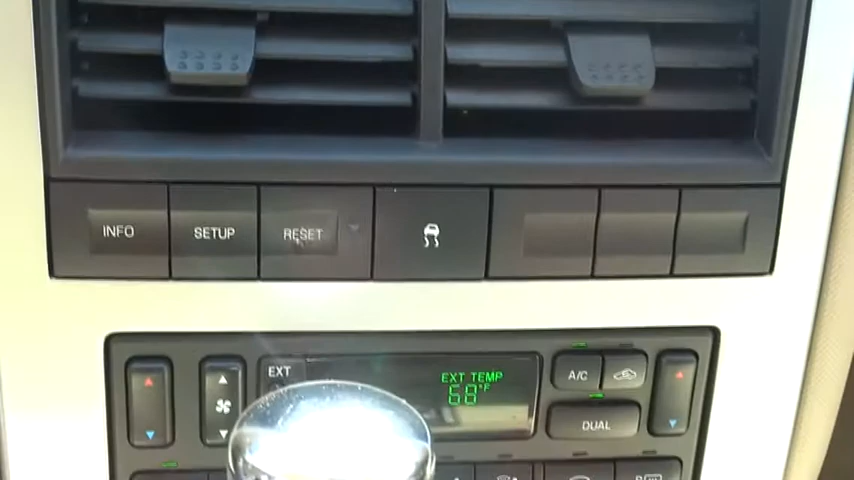 INFO
SETUP
RESET
EXT
EXT TEMP
68°F
A/C
DUAL